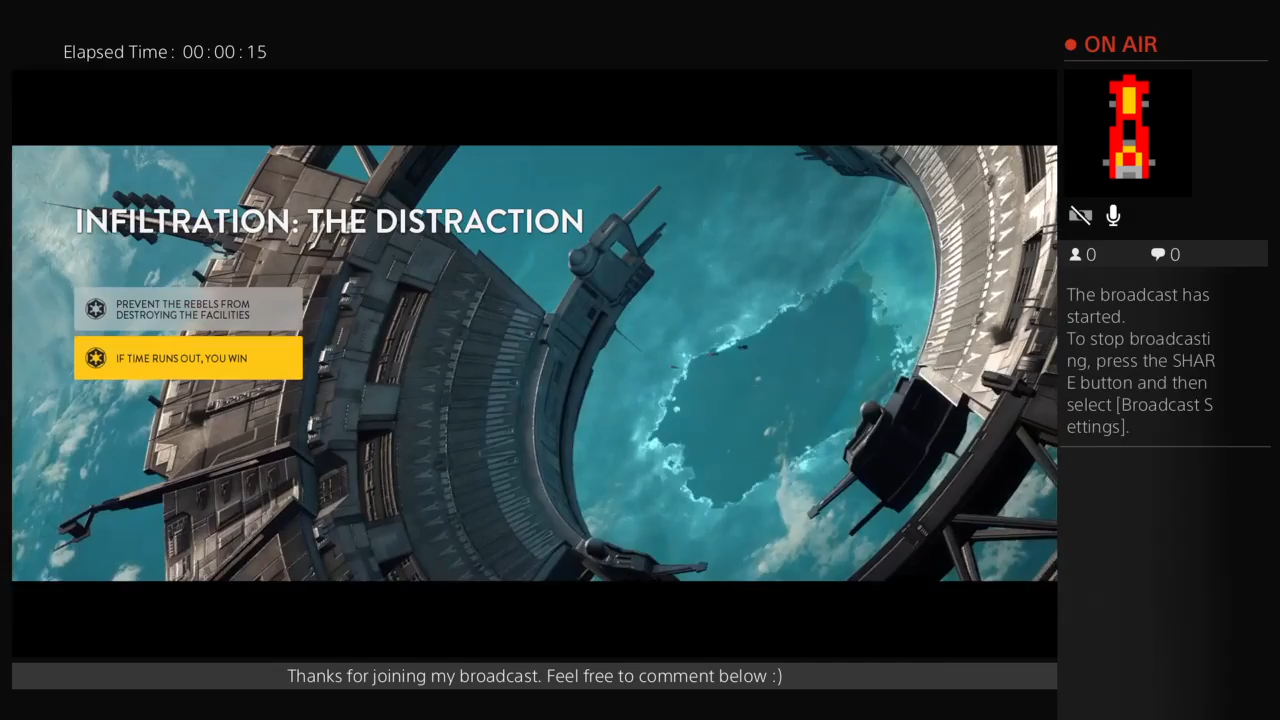 Elapsed Time: 00:00:15
ON AIR
INFILTRATION: THE DISTRACTION
PREVENT THE REBELS FROM
DESTROYING THE FACILITIES
IF TIME RUNS OUT, YOU WIN
0 0
The broadcast has
started.
To stop broadcasti
ng, press the SHAR
E button and then
select [Broadcast S
ettings].
Thanks for joining my broadcast. Feel free to comment below :)